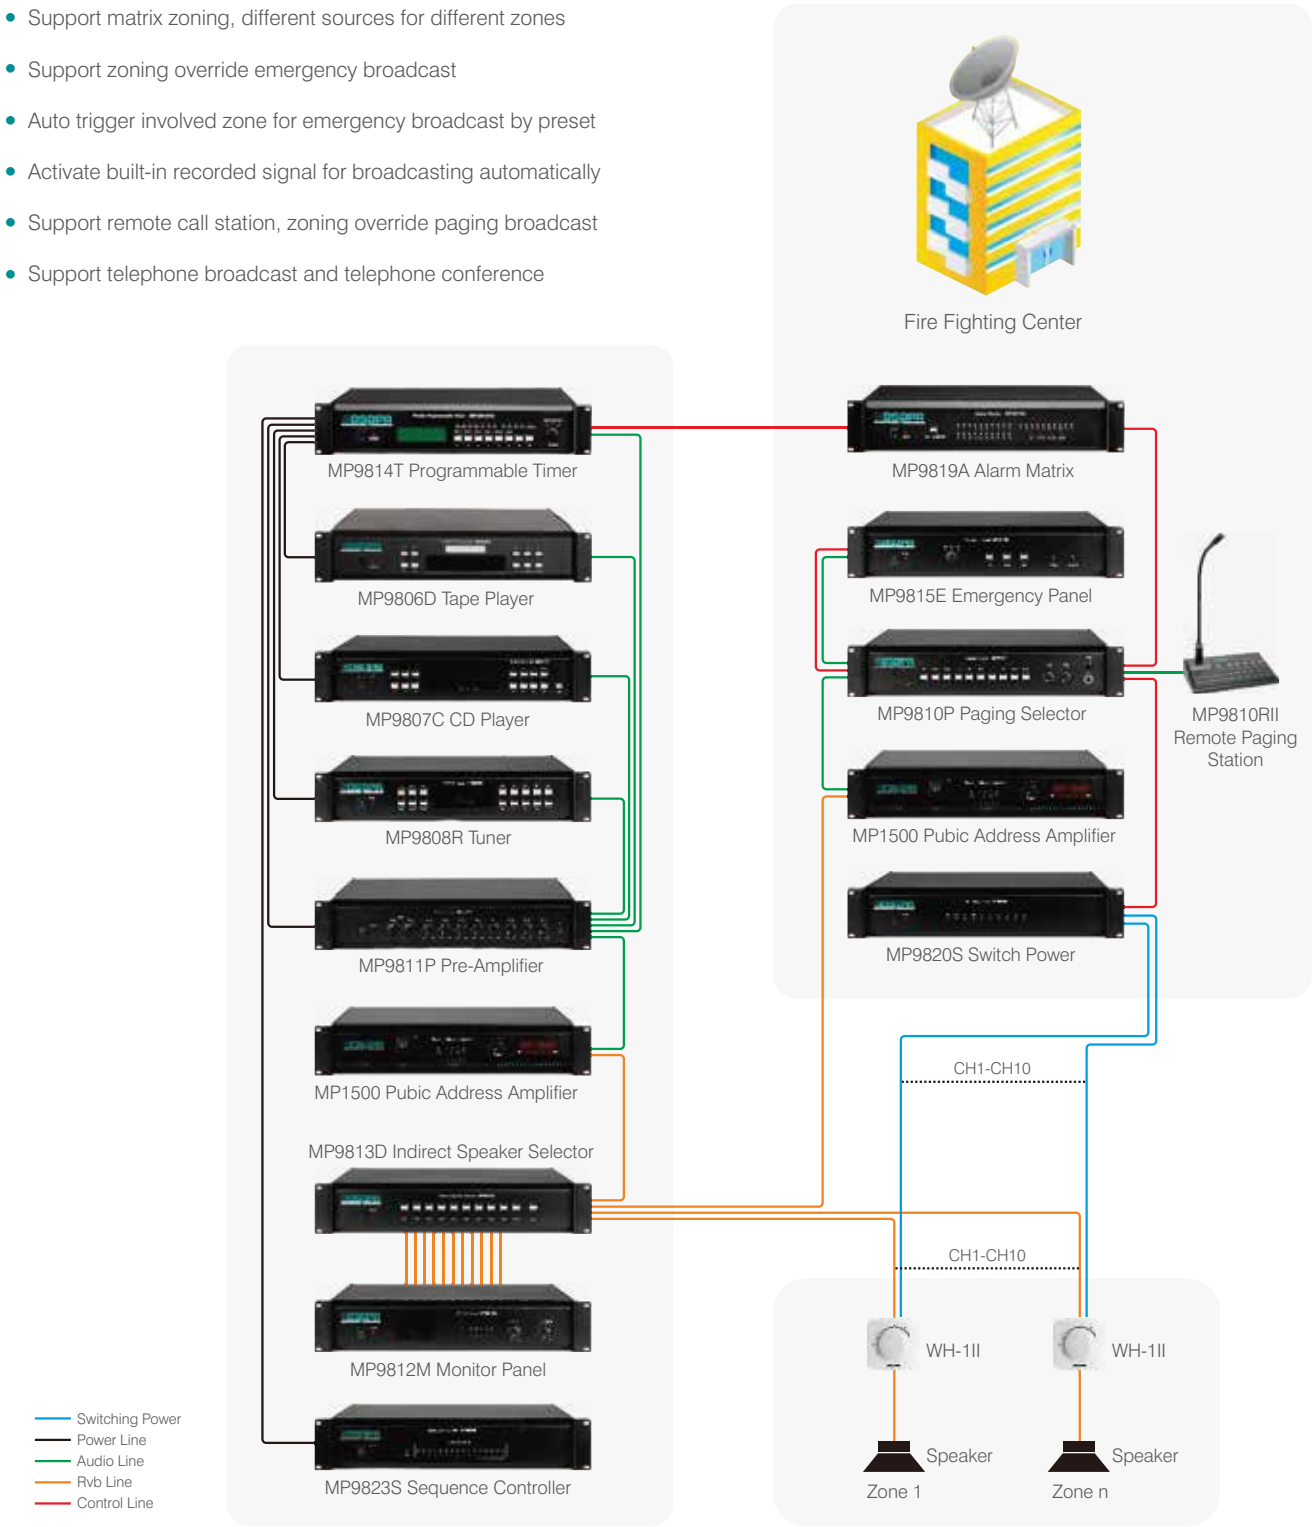 Support matrix zoning, different sources for different zones
Support zoning override emergency broadcast
Auto trigger involved zone for emergency broadcast by preset
Activate built-in recorded signal for broadcasting automatically
Support remote call station, zoning override paging broadcast
Support telephone broadcast and telephone conference
Fire Fighting Center
MP9814T Programmable Timer
MP9806D Tape Player
MP9807C CD Player
MP9808R Tuner
MP9811P Pre-Amplifier
MP1500 Pubic Address Amplifier
MP9813D Indirect Speaker Selector
MP9812M Monitor Panel
MP9823S Sequence Controller
MP9819A Alarm Matrix
MP9815E Emergency Panel
MP9810P Paging Selector
MP9810RII
Remote Paging
Station
MP1500 Pubic Address Amplifier
MP9820S Switch Power
CH1-CH10
CH1-CH10
WH-1II
WH-1II
Speaker
Speaker
Zone 1
Zone n
Switching Power
Power Line
Audio Line
Rvb Line
Control Line